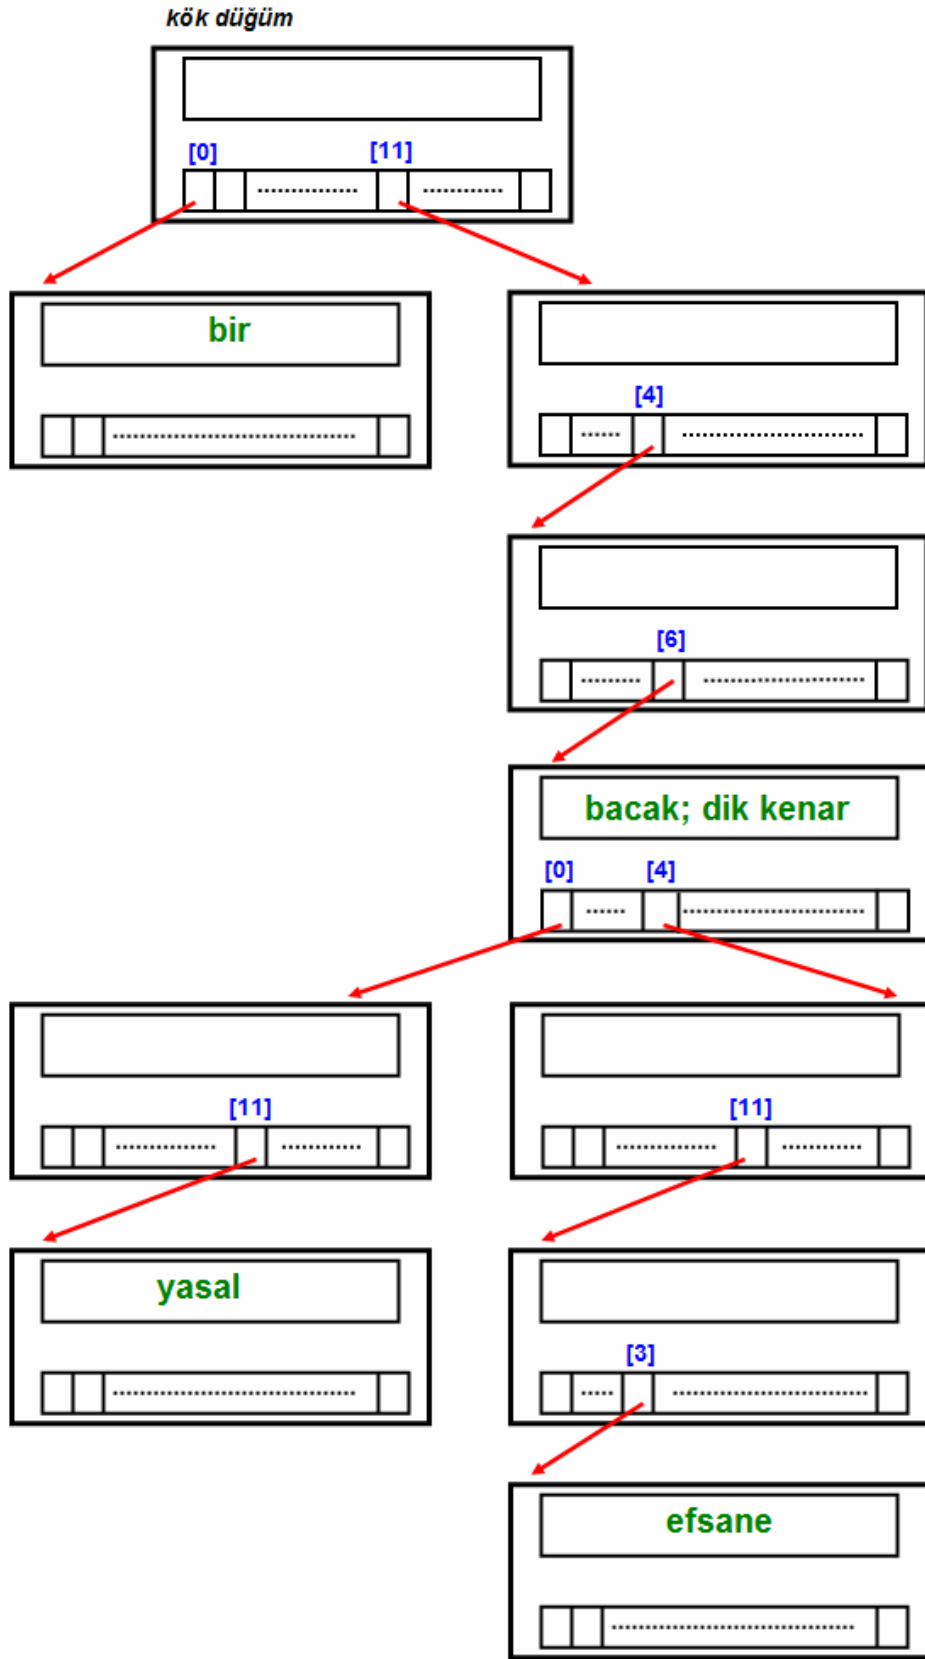 kök düğüm
[0] [11]
bir
[4]
[6]
bacak; dik kenar
[0] [4]
[11] [11]
yasal
[3]
efsane